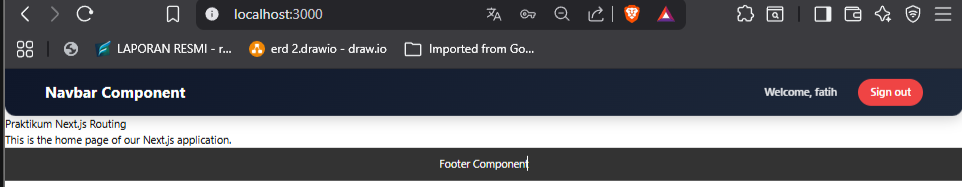 localhost:3000
LAPORAN RESMI - r...
erd 2.drawio - draw.io
Imported from Go...
Navbar Component
Welcome, fatih
Sign out
Praktikum Next.js Routing
This is the home page of our Next.js application.
Footer Component